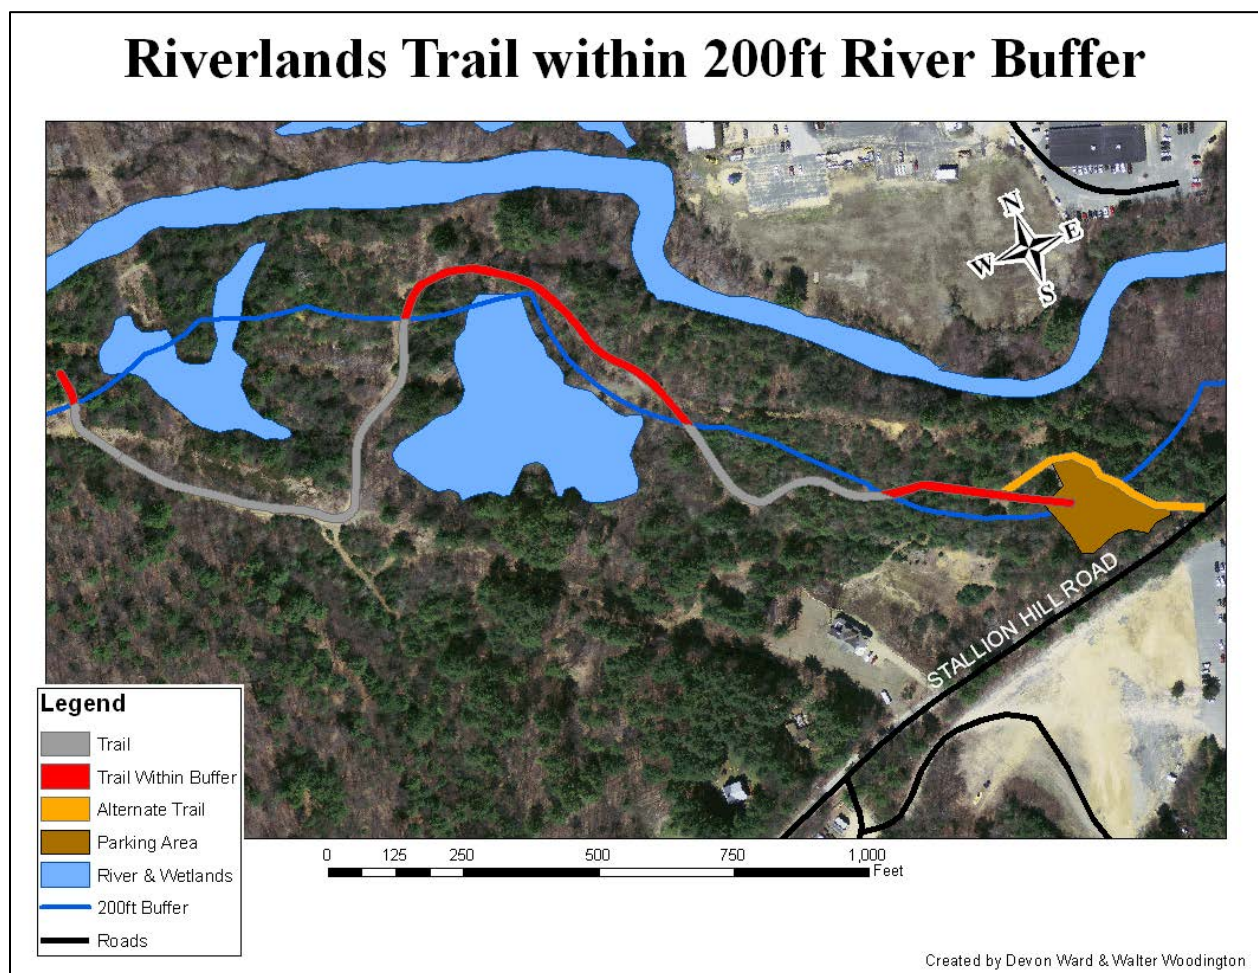 Riverlands Trail within 200ft River Buffer
N
E
W
S
STALLION HILL ROAD
Legend
Trail
Trail Within Buffer
Alternate Trail
Parking Area
River & Wetlands
200ft Buffer
Roads
0 125 250 500 750 1,000
Feet
Created by Devon Ward & Walter Woodington